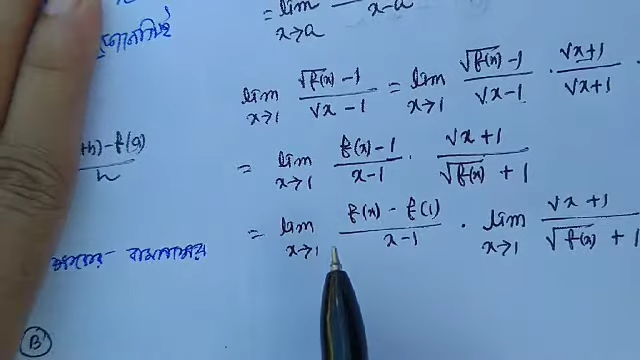 = lim x→a x-a
lim x→1 √f(x) - 1 / √x - 1 = lim x→1 √f(x) - 1 / √x - 1 · √x + 1 / √x + 1 ·
+h) - f(a) / h
= lim x→1 f(x) - 1 / x - 1 · √x + 1 / √f(x) + 1
= lim x→1 f(x) - f(1) / x - 1 · lim x→1 √x + 1 / √f(x) + 1
B